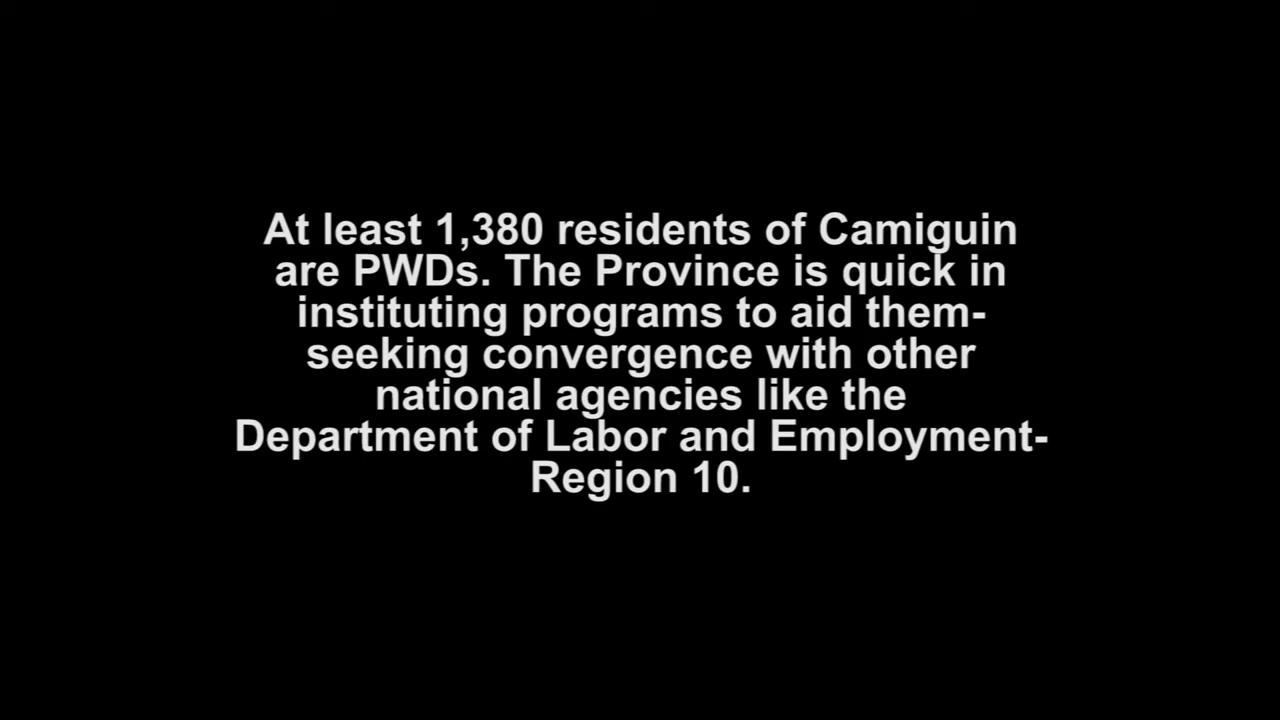 At least 1,380 residents of Camiguin
are PWDs. The Province is quick in
instituting programs to aid them-
seeking convergence with other
national agencies like the
Department of Labor and Employment-
Region 10.